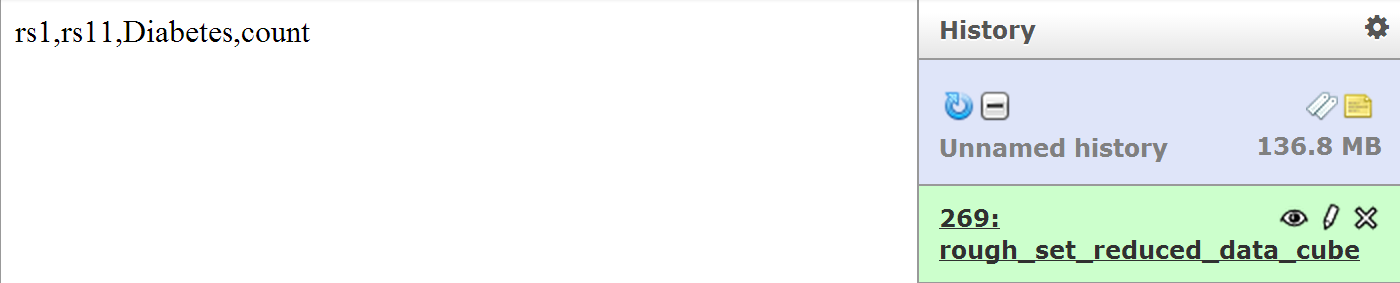 rs1,rs11,Diabetes,count
History
Unnamed history
136.8 MB
269:
rough_set_reduced_data_cube